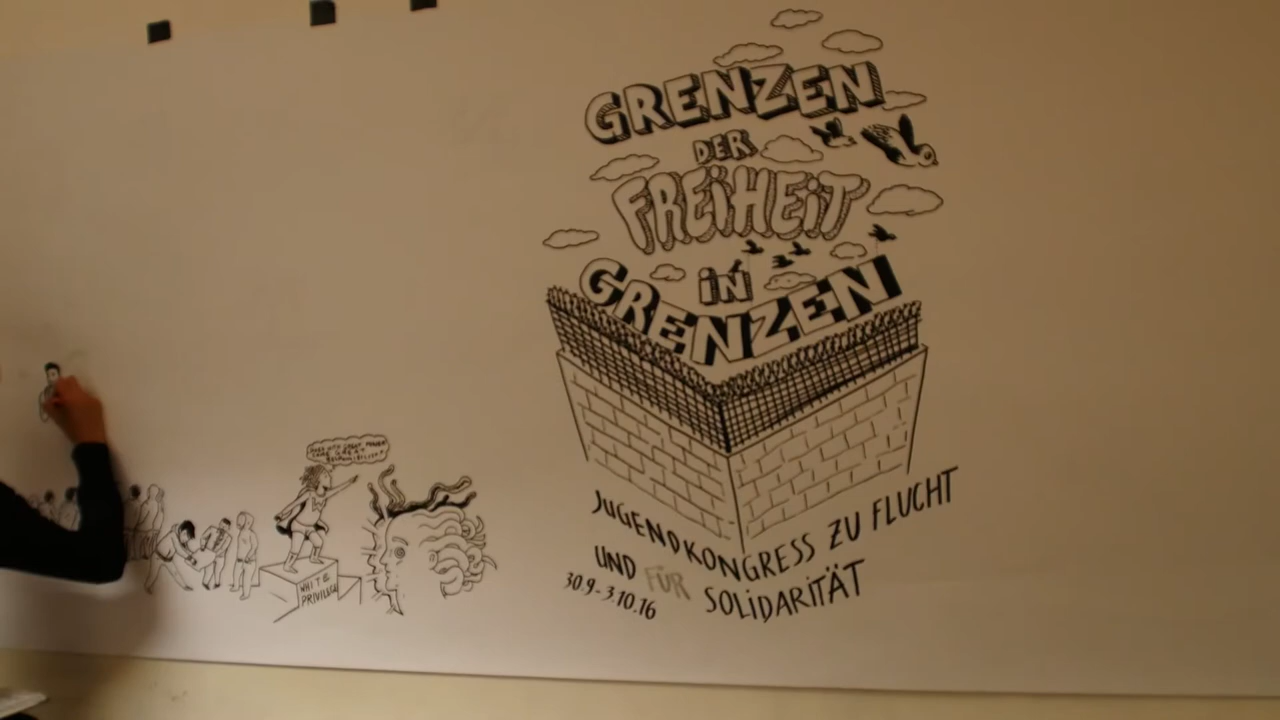 GRENZEN
DER
FREIHEIT
IN
GRENZEN
JUGENDKONGRESS ZU FLUCHT
UND FÜR SOLIDARITÄT
30.9-3.10.16
WHITE
PRIVILEGE